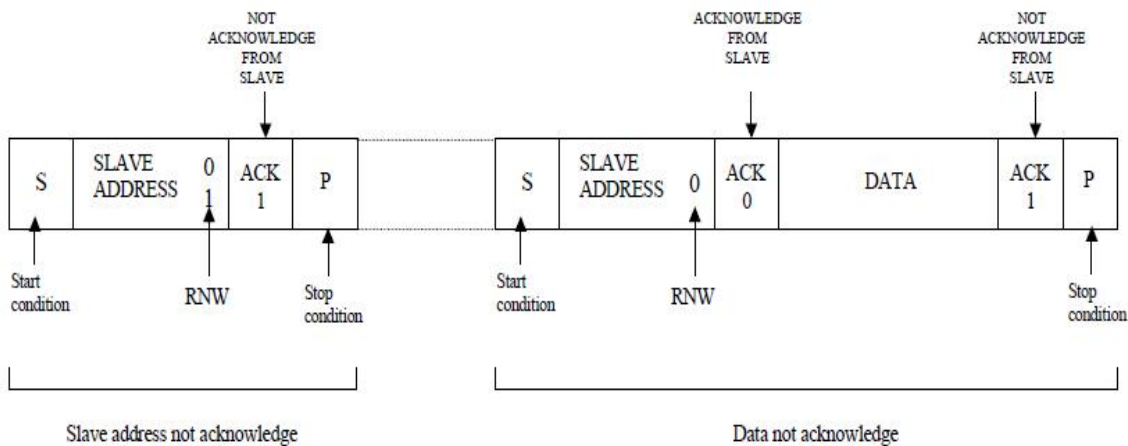 NOT
ACKNOWLEDGE
FROM
SLAVE
ACKNOWLEDGE
FROM
SLAVE
NOT
ACKNOWLEDGE
FROM
SLAVE
S
SLAVE
ADDRESS
0
1
ACK
1
P
S
SLAVE
ADDRESS
0
ACK
0
DATA
ACK
1
P
Start
condition
RNW
Stop
condition
Start
condition
RNW
Stop
condition
Slave address not acknowledge
Data not acknowledge